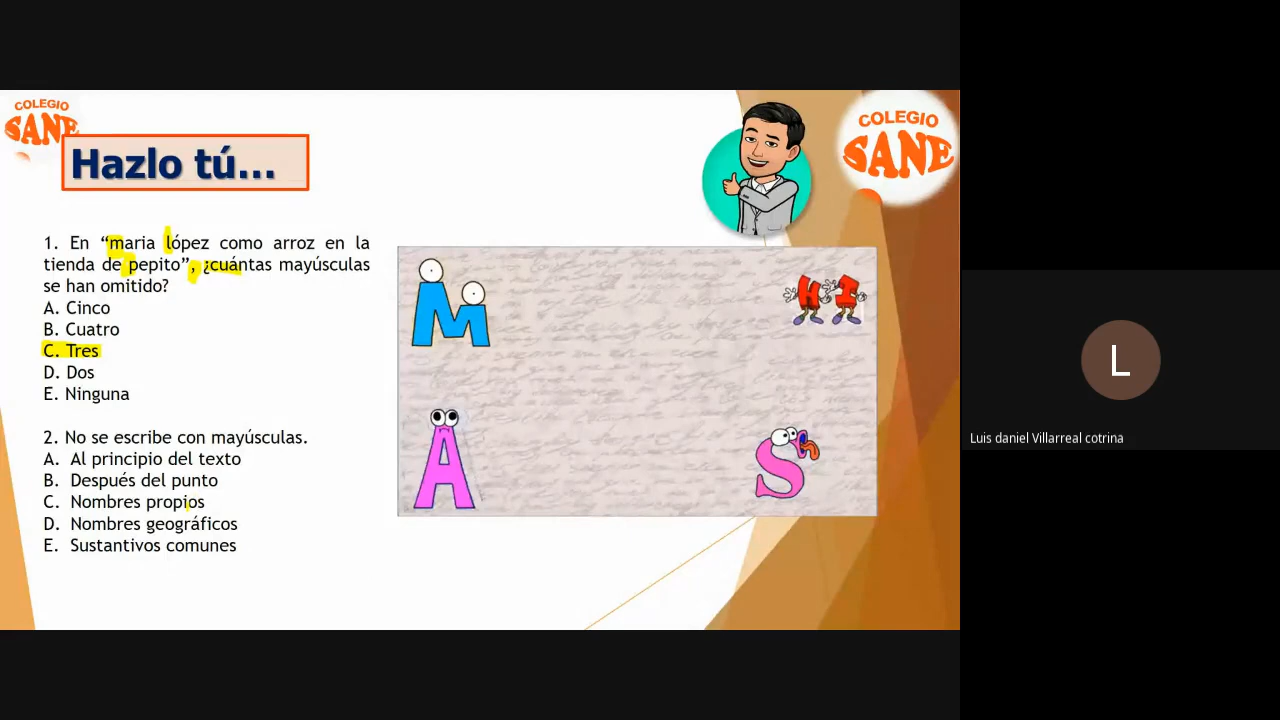 COLEGIO
SANE
COLEGIO
SANE
Hazlo tú...
1. En “maria lópez como arroz en la
tienda de pepito”, ¿cuántas mayúsculas
se han omitido?
A. Cinco
B. Cuatro
C. Tres
D. Dos
E. Ninguna
2. No se escribe con mayúsculas.
A. Al principio del texto
B. Después del punto
C. Nombres propios
D. Nombres geográficos
E. Sustantivos comunes
M
HI
A
S
L
Luis daniel Villarreal cotrina